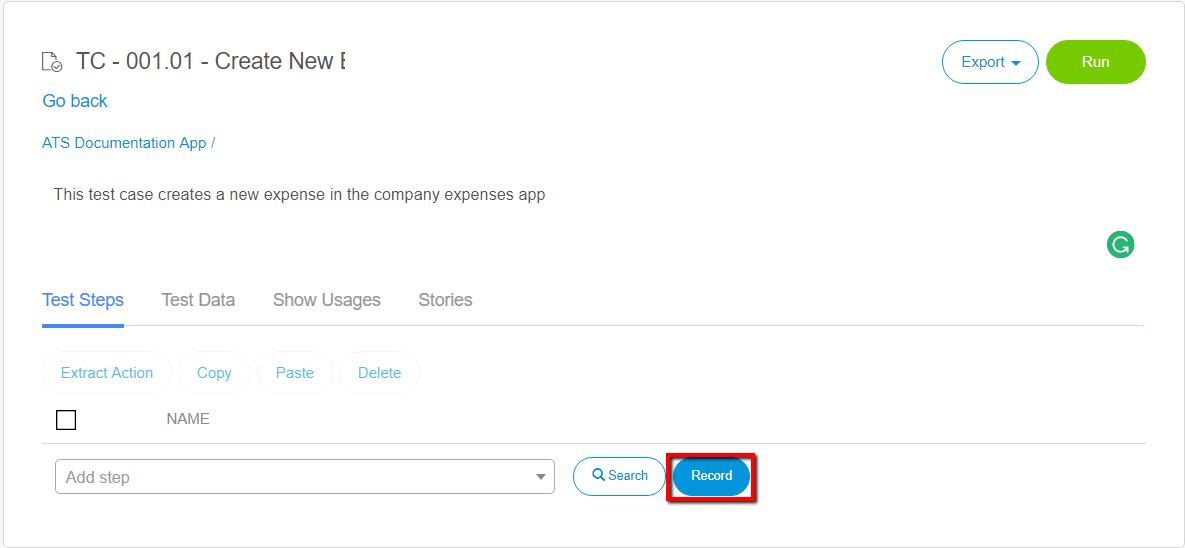 TC - 001.01 - Create New E
Export
Run
Go back
ATS Documentation App /
This test case creates a new expense in the company expenses app
Test Steps Test Data Show Usages Stories
Extract Action Copy Paste Delete
NAME
Add step Search Record